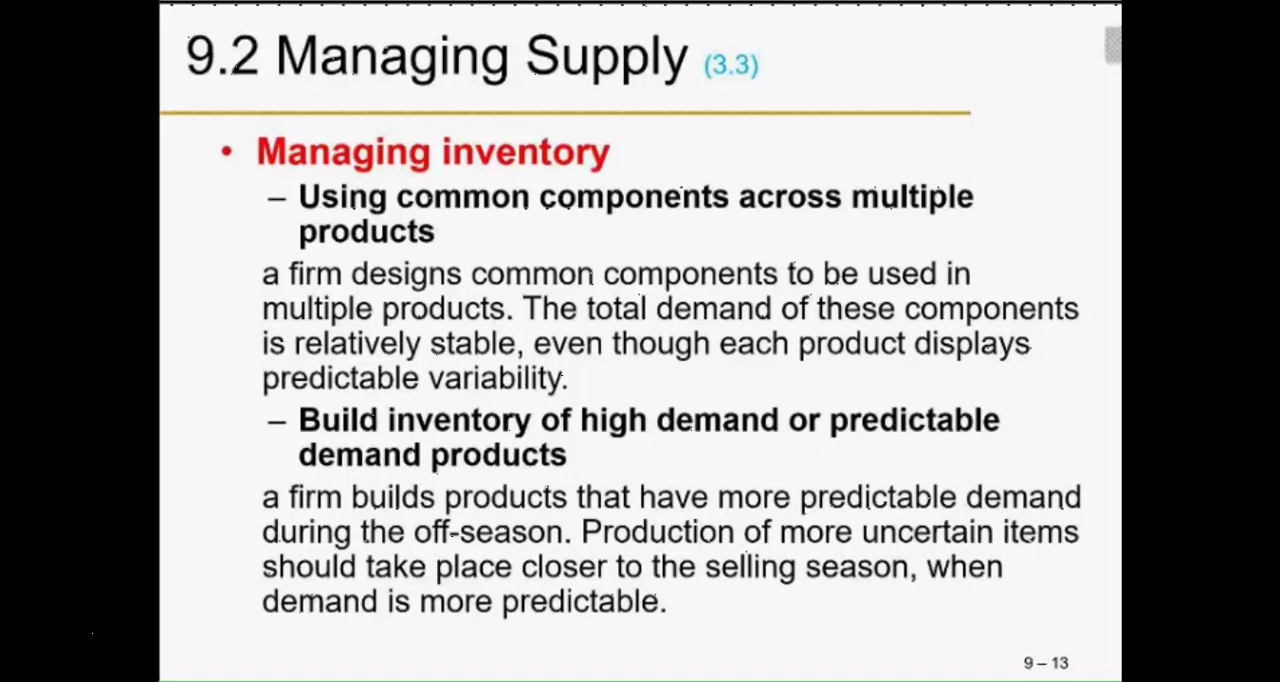 9.2 Managing Supply (3.3)
• Managing inventory
– Using common components across multiple
products
a firm designs common components to be used in
multiple products. The total demand of these components
is relatively stable, even though each product displays
predictable variability.
– Build inventory of high demand or predictable
demand products
a firm builds products that have more predictable demand
during the off-season. Production of more uncertain items
should take place closer to the selling season, when
demand is more predictable.
9 – 13